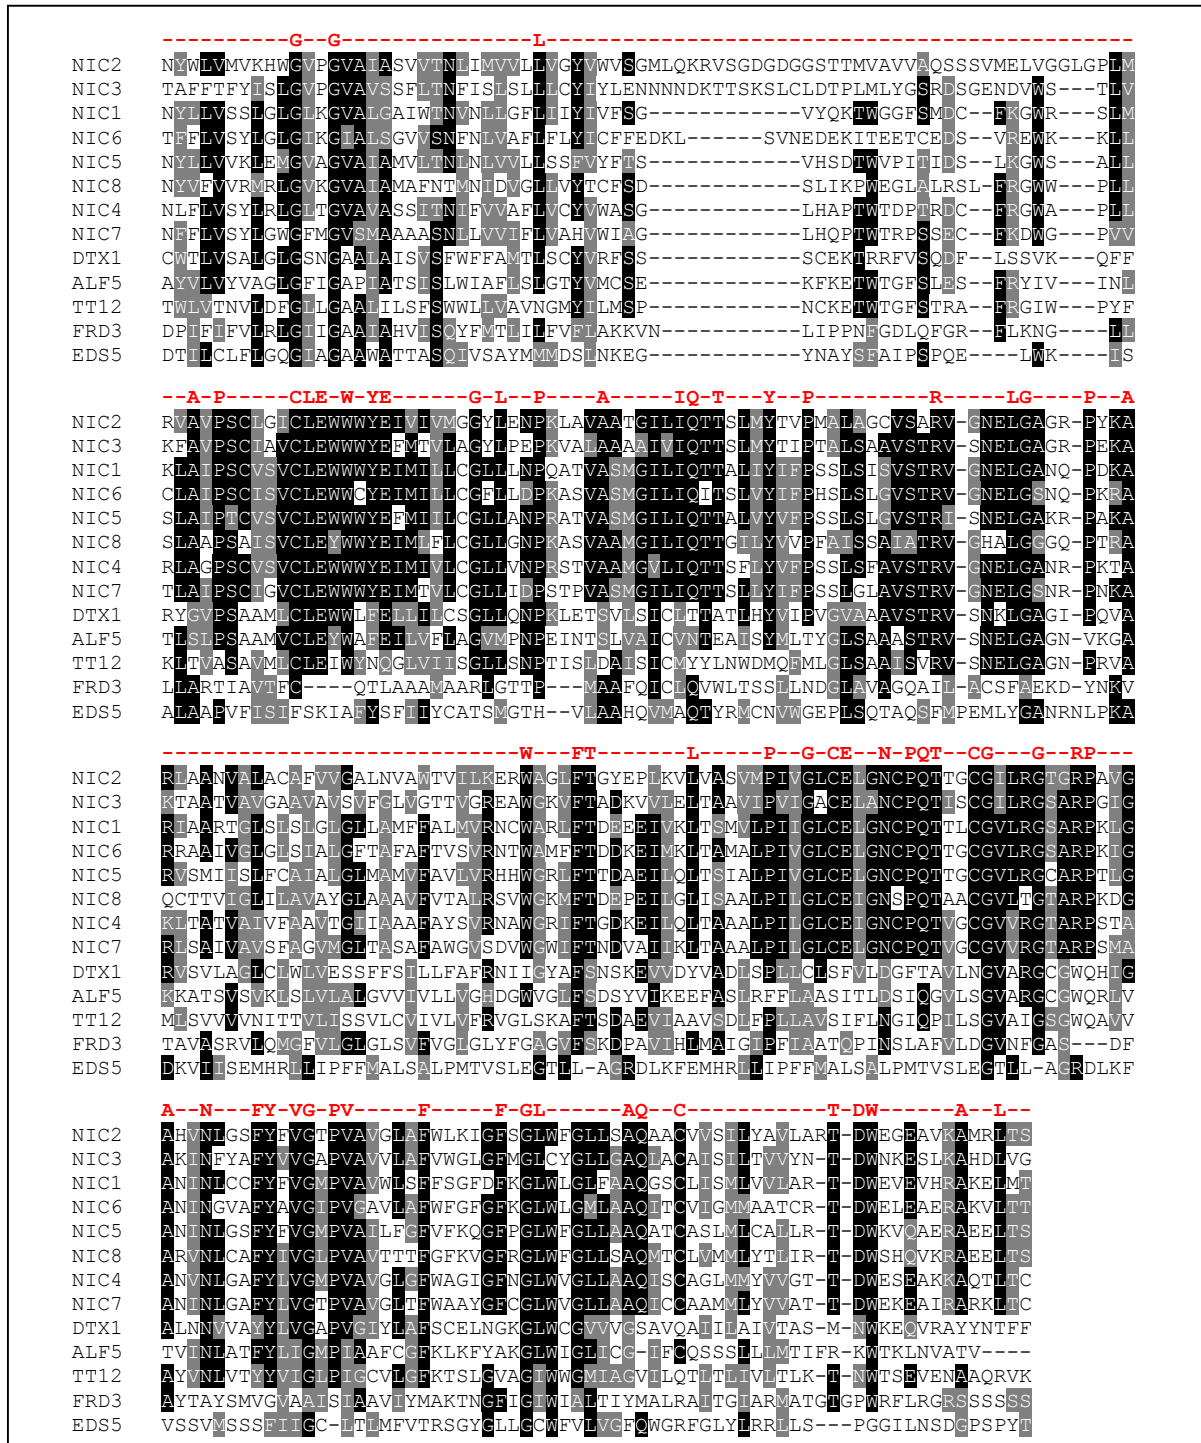 ----------G--G---------------L--------------------------------------------
NIC2 NYWLVMVKHWGVPGVAIASVVTNLIMVVLLVGYVWVSGMLQKRVSGDGDGGSTTMVAVVAQSSSVMELVGGLGPLM
NIC3 TAFFTFYISLGVPGVAVSSFLTNFISLSLLLCYIYLENNNNDKTTSKSLCLDTPLMLYGSRDSGENDVWS---TLV
NIC1 NYLLVSSLGLGLKGVALGAIWTNVNLLGFLIIYIVFSG------------VYQKTWGGFSMDC--FKGWR---SLM
NIC6 TFFLVSYLGLGIKGIALSGVVSNFNLVAFLFLYICFFEDKL------SVNEDEKITEETCEDS--VREWK---KLL
NIC5 NYLLVVKLEMGVAGVAIAMVLTNLNLVVLLSSFVYFTS------------VHSDTWVPITIDS--LKGWS---ALL
NIC8 NYVFVVRMRLGVKGVAIAMAFNTMNIDVGLLVYTCFSD------------SLIKPWEGLALRSL-FRGWW---PLL
NIC4 NLFLVSYLRLGLTGVAVASSITNIFVVAFLVCYVWASG------------LHAPTWTDPTRDC--FRGWA---PLL
NIC7 NFFLVSYLGWGFMGVSMAAAASNLLVVIFLVAHVWIAG------------LHQPTWTRPSSEC--FKDWG---PVV
DTX1 CWTLVSALGLGSNGAALAISVSFWFFAMTLSCYVRFSS------------SCEKTRRFVSQDF--LSSVK---QFF
ALF5 AYVLVYVAGLGFIGAPIATSISLWIAFLSLGTYVMCSE------------KFKETWTGFSLES--FRYIV---INL
TT12 TWLVTNVLDFGLLGAALILSFSWWLLVAVNGMYILMSP------------NCKETWTGFSTRA--FRGIW---PYF
FRD3 DPIFIFVLRLGIIGAAIAHVISQYFMTLILFVFLAKKVN-----------LIPPNFGDLQFGR--FLKNG----LL
EDS5 DTILCLFLGQGIAGAAWATTASQIVSAYMMMDSLNKEG------------YNAYSFAIPSPQE----LWK----IS
--A-P-----CLE-W-YE------G-L--P----A-----IQ-T---Y--P---------R-----LG----P--A
NIC2 RVAVPSCLGICLEWWWYEIVIVMGGYLENPKLAVAATGILIQTTSLMYTVPMALAGCVSARV-GNELGAGR-PYKA
NIC3 KFAVPSCIAVCLEWWWYEFMTVLAGYLPEPKVALAAAAIVIQTTSLMYTIPTALSAAVSTRV-SNELGAGR-PEKA
NIC1 KLAIPSCVSVCLEWWWYEIMILLCGLLLNPQATVASMGILIQTTALIYIFPSSLSISVSTRV-GNELGANQ-PDKA
NIC6 CLAIPSCISVCLEWWCYEIMILLCGFLLDPKASVASMGILIQITSLVYIFPHSLSLGVSTRV-GNELGSNQ-PKRA
NIC5 SLAIPTCVSVCLEWWWYEFMIILCGLLANPRATVASMGILIQTTALVYVFPSSLSLGVSTRI-SNELGAKR-PAKA
NIC8 SLAAPSAISVCLEYWWYEIMLFLCGLLGNPKASVAAMGILIQTTGILYVVPFAISSAIATRV-GHALGGGQ-PTRA
NIC4 RLAGPSCVSVCLEWWWYEIMIVLCGLLVNPRSTVAAMGVLIQTTSFLYVFPSSLSFAVSTRV-GNELGANR-PKTA
NIC7 TLAIPSCIGVCLEWWWYEIMTVLCGLLIDPSTPVASMGILIQTTSLLYIFPSSLGLAVSTRV-GNELGSNR-PNKA
DTX1 RYGVPSAAMLCLEWWLFELLILCSGLLQNPKLETSVLSICLTTATLHYVIPVGVAAAVSTRV-SNKLGAGI-PQVA
ALF5 TLSLPSAAMVCLEYWAFEILVFLAGVMPNPEINTSLVAICVNTEAISYMLTYGLSAAASTRV-SNELGAGN-VKGA
TT12 KLTVASAVMLCLEIWYNQGLVIISGLLSNPTISLDAISICMYYLNWDMQFMLGLSAAISVRV-SNELGAGN-PRVA
FRD3 LLARTIAVTFC----QTLAAAMAARLGTTP---MAAFQICLQVWLTSSLLNDGLAVAGQAIL-ACSFAEKD-YNKV
EDS5 ALAAPVFISIFSKIAFYSFIIYCATSMGTH--VLAAHQVMAQTYRMCNVWGEPLSQTAQSFMPEMLYGANRNLPKA
----------------------------W---FT-------L-----P--G-CE--N-PQT--CG---G--RP---
NIC2 RLAANVALACAFVVGALNVAWTVILKERWAGLFTGYEPLKVLVASVMPIVGLCELGNCPQTTGCGILRGTGRPAVG
NIC3 KTAATVAVGAAVAVSVFGLVGTTVGREAWGKVFTADKVVLELTAAVIPVIGACELANCPQTISCGILRGSARPGIG
NIC1 RIAARTGLSLSLGLGLLAMFFALMVRNCWARLFTDEEEIVKLTSMVLPIIGLCELGNCPQTTLCGVLRGSARPKLG
NIC6 RRAAIVGLGLSIALGFTAFAFTVSVRNTWAMFFTDDKEIMKLTAMALPIVGLCELGNCPQTTGCGVLRGSARPKIG
NIC5 RVSMIISLFCAIALGLMAMVFAVLVRHHWGRLFTTDAEILQLTSIALPIVGLCELGNCPQTTGCGVLRGCARPTLG
NIC8 QCTTVIGLILAVAYGLAAAVFVTALRSVWGKMFTDEPEILGLISAALPILGLCEIGNSPQTAACGVLTGTARPKDG
NIC4 KLTATVAIVFAAVTGIIAAAFAYSVRNAWGRIFTGDKEILQLTAAALPILGLCEIGNCPQTVGCGVVRGTARPSTA
NIC7 RLSAIVAVSFAGVMGLTASAFAWGVSDVWGWIFTNDVAIIKLTAAALPILGLCELGNCPQTVGCGVVRGTARPSMA
DTX1 RVSVLAGLCLWLVESSFFSILLFAFRNIIGYAFSNSKEVVDYVADLSPLLCLSFVLDGFTAVLNGVARGCGWQHIG
ALF5 KKATSVSVKLSLVLALGVVIVLLVGHDGWVGLFSDSYVIKEEFASLRFFLAASITLDSIQGVLSGVARGCGWQRLV
TT12 MLSVVVVNITTVLISSVLCVIVLVFRVGLSKAFTSDAEVIAAVSDLFPLLAVSIFLNGIQPILSGVAIGSGWQAVV
FRD3 TAVASRVLQMGFVLGLGLSVFVGLGLYFGAGVFSKDPAVIHLMAIGIPFIAATQPINSLAFVLDGVNFGAS---DF
EDS5 DKVIISEMHRLLIPFFMALSALPMTVSLEGTLL-AGRDLKFEMHRLLIPFFMALSALPMTVSLEGTLL-AGRDLKF
A--N---FY-VG-PV-----F-----F-GL------AQ--C-----------T-DW------A--L--
NIC2 AHVNLGSFYFVGTPVAVGLAFWLKIGFSGLWFGLLSAQAACVVSILYAVLART-DWEGEAVKAMRLTS
NIC3 AKINFYAFYVVGAPVAVVLAFVWGLGFMGLCYGLLGAQLACAISILTVVYN-T-DWNKESLKAHDLVG
NIC1 ANINLCCFYFVGMPVAVWLSFFSGFDFKGLWLGLFAAQGSCLISMLVVLAR-T-DWEVEVHRAKELMT
NIC6 ANINGVAFYAVGIPVGAVLAFWFGFGFKGLWLGMLAAQITCVIGMMAATCR-T-DWELEAERAKVLTT
NIC5 ANINLGSFYFVGMPVAILFGFVFKQGFPGLWFGLLAAQATCASLMLCALLR-T-DWKVQAERAEELTS
NIC8 ARVNLCAFYIVGLPVAVTTTFGFKVGFRGLWFGLLSAQMTCLVMMLYTLIR-T-DWSHQVKRAEELTS
NIC4 ANVNLGAFYLVGMPVAVGLGFWAGIGFNGLWVGLLAAQISCAGLMMYVVGT-T-DWESEAKKAQTLTC
NIC7 ANINLGAFYLVGTPVAVGLTFWAAYGFCGLWVGLLAAQICCAAMMLYVVAT-T-DWEKEAIRARKLTC
DTX1 ALNNVVAYYLVGAPVGIYLAFSCELNGKGLWCGVVVGSAVQAIILAIVTAS-M-NWKEQVRAYYNTFF
ALF5 TVINLATFYLIGMPIAAFCGFKLKFYAKGLWIGLICG-IFCQSSSLLLMTIFR-KWTKLNVATV----
TT12 AYVNLVTYYVIGLPIGCVLGFKTSLGVAGIWWGMIAGVILQTLTLIVLTLK-T-NWTSEVENAAQRVK
FRD3 AYTAYSMVGVAAISIAAVIYMAKTNGFIGIWIALTIYMALRAITGIARMATGTGPWRFLRGRSSSSSS
EDS5 VSSVMSSSFIIGC-LTLMFVTRSGYGLLGCWFVLVGFQWGRFGLYLRRLLS---PGGILNSDGPSPYT